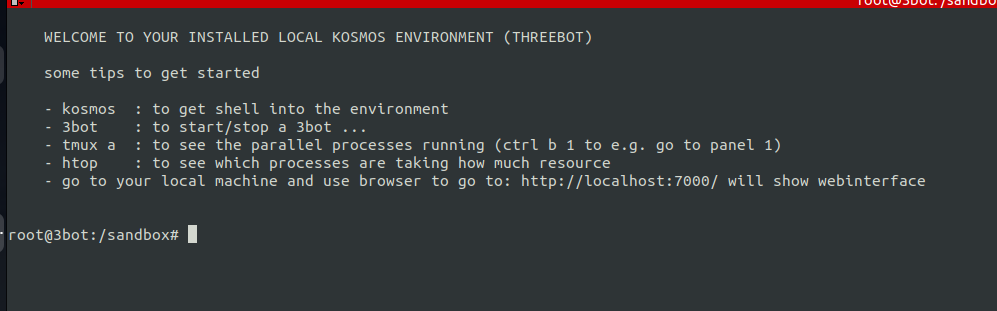 root@3bot:/sandbo
WELCOME TO YOUR INSTALLED LOCAL KOSMOS ENVIRONMENT (THREEBOT)
some tips to get started
- kosmos : to get shell into the environment
- 3bot : to start/stop a 3bot ...
- tmux a : to see the parallel processes running (ctrl b 1 to e.g. go to panel 1)
- htop : to see which processes are taking how much resource
- go to your local machine and use browser to go to: http://localhost:7000/ will show webinterface
root@3bot:/sandbox#